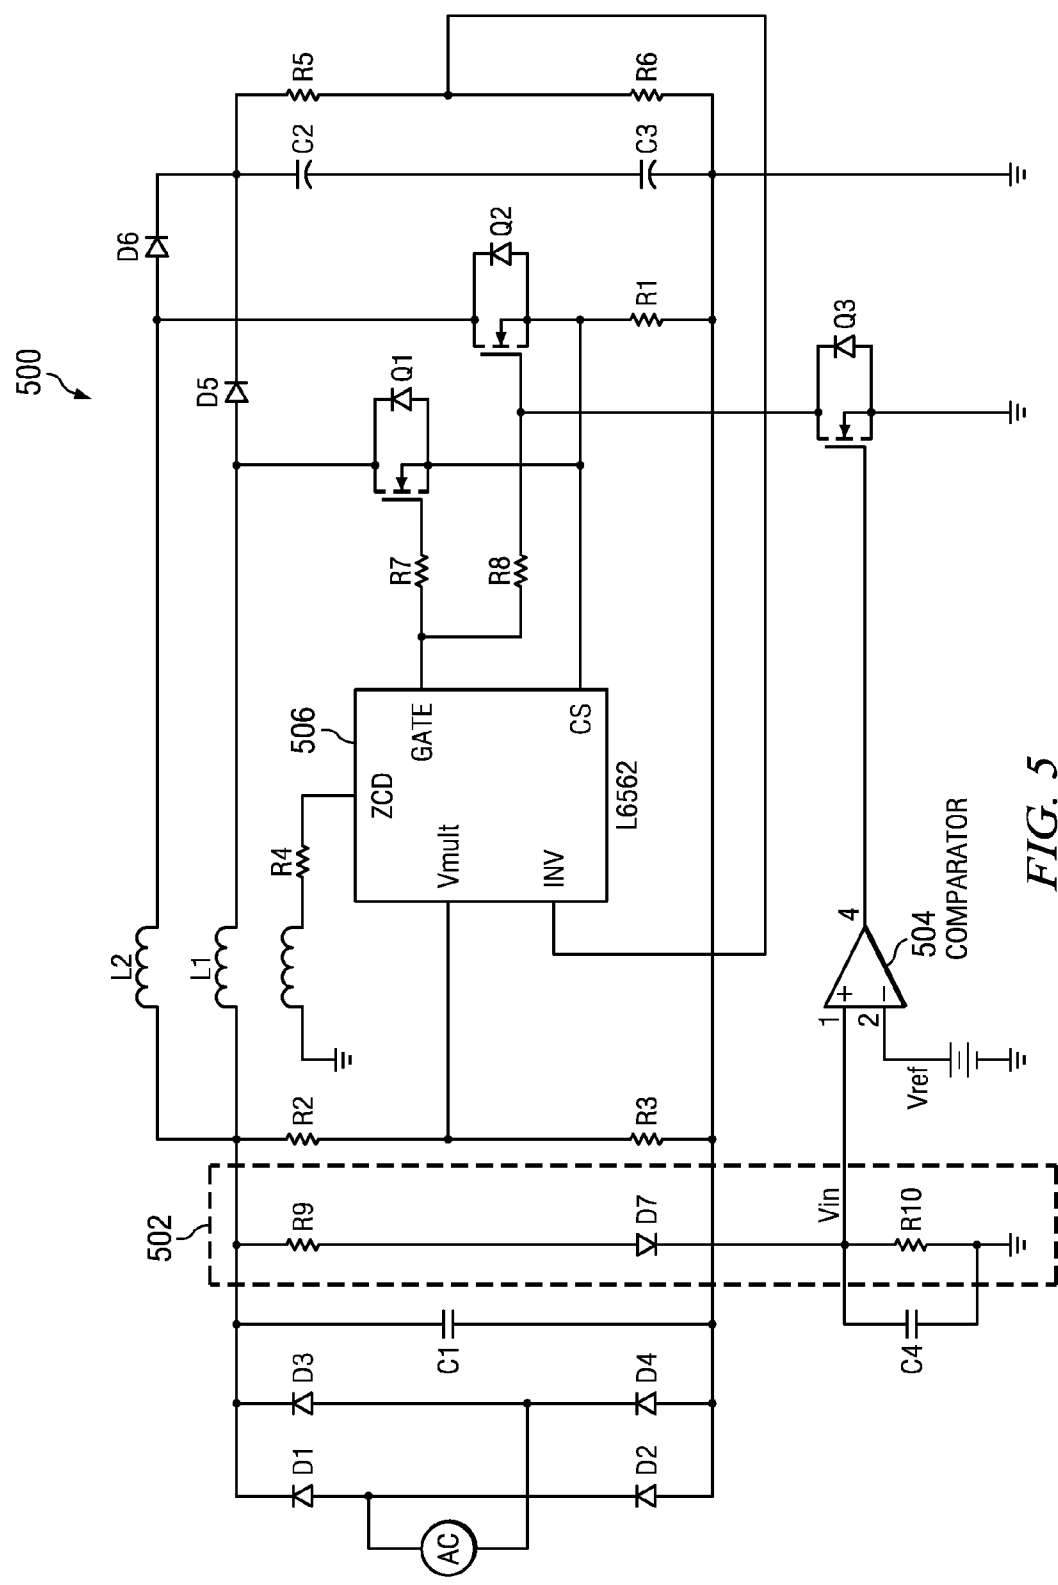 500
L2
D6
L1
D5
R4
506
ZCD
GATE
Vmult
INV
CS
L6562
R7
R8
Q1
Q2
R1
C2
C3
R5
R6
502
R9
D7
R2
R3
D1
D3
D2
D4
C1
AC
Vin
R10
C4
1
2
4
504
COMPARATOR
Vref
Q3
FIG. 5